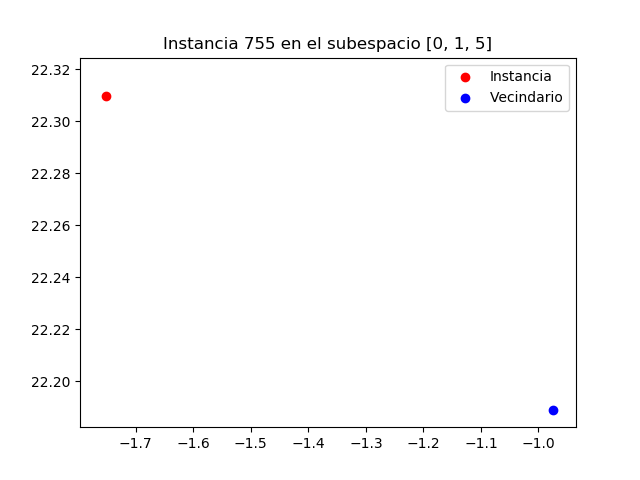 Instancia 755 en el subespacio [0, 1, 5]
Instancia
Vecindario
22.32
22.30
22.28
22.26
22.24
22.22
22.20
−1.7 −1.6 −1.5 −1.4 −1.3 −1.2 −1.1 −1.0